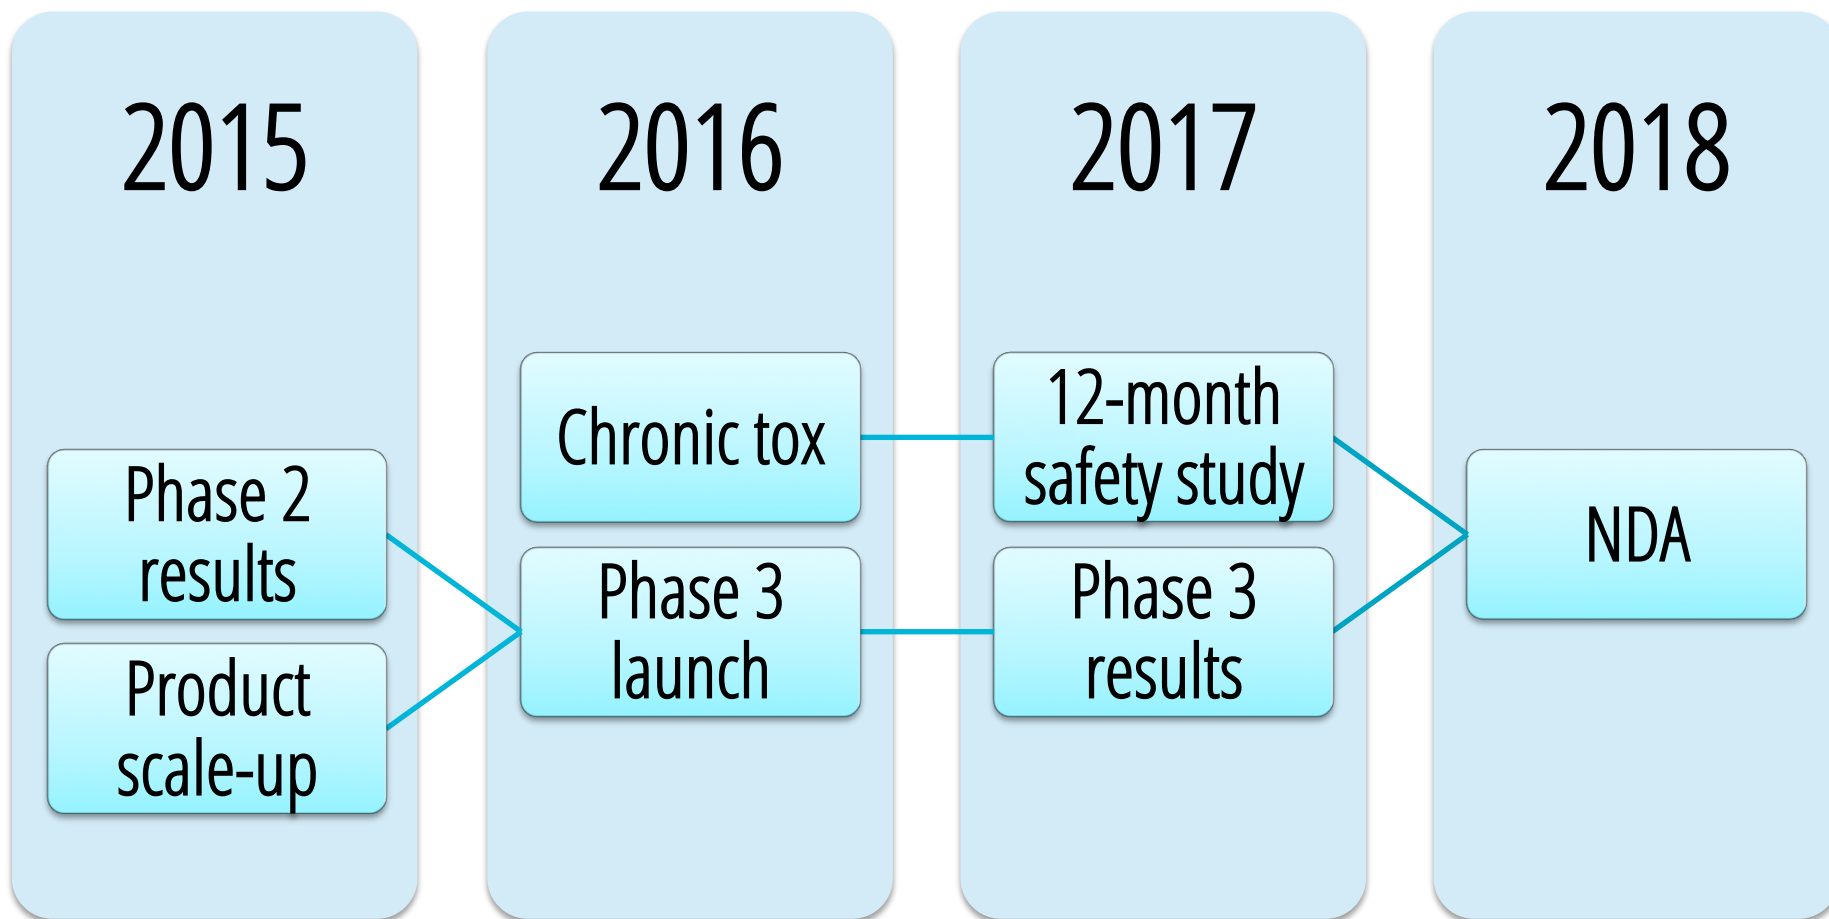 2015
2016
2017
2018
Phase 2
results
Product
scale-up
Chronic tox
Phase 3
launch
12-month
safety study
Phase 3
results
NDA